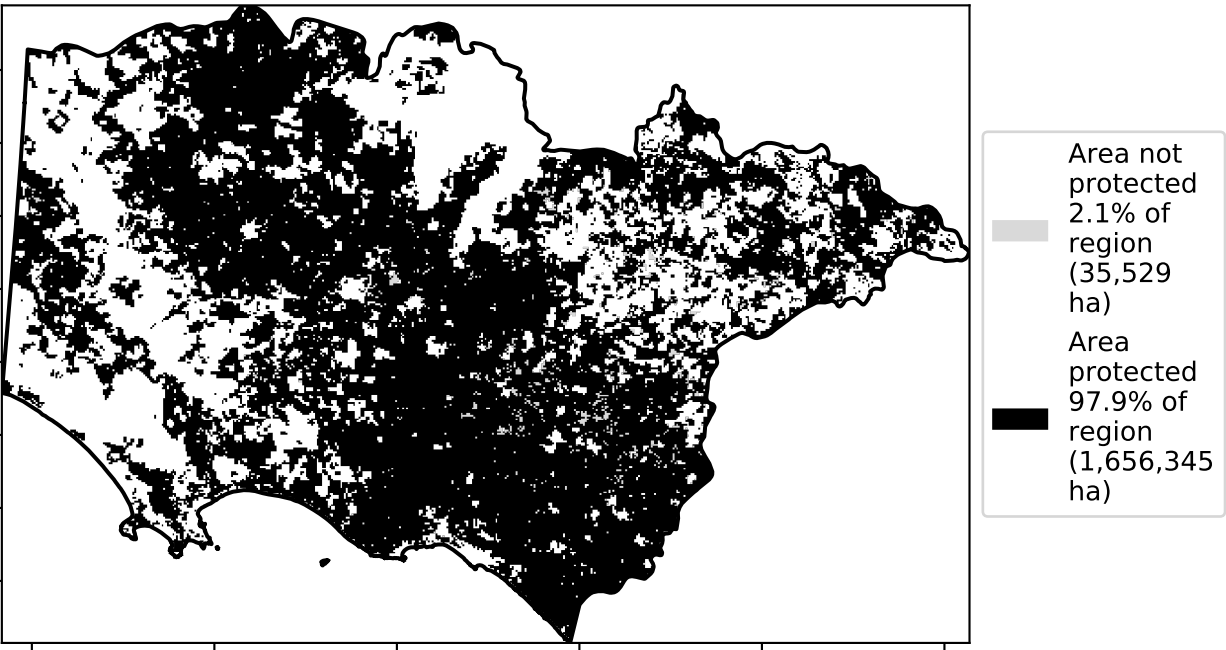 Area not
protected
2.1% of
region
(35,529
ha)
Area
protected
97.9% of
region
(1,656,345
ha)